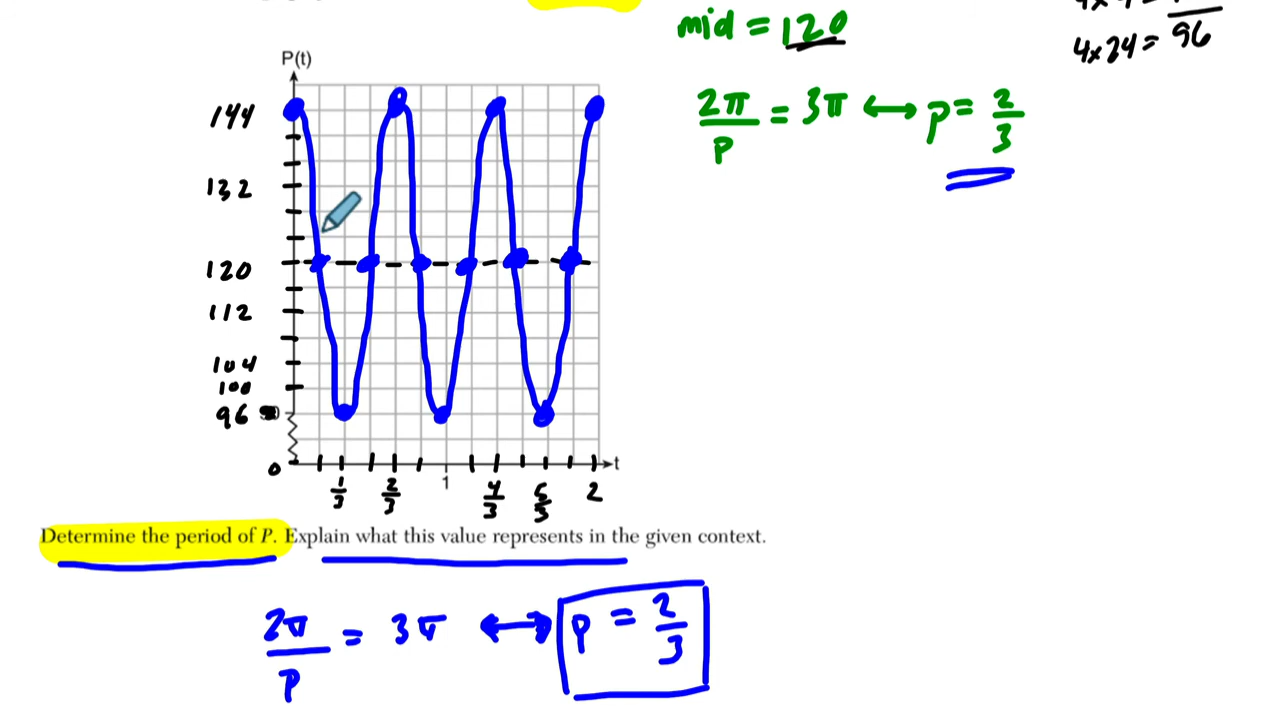 mid = 120
4x24 = 96
P(t)
144
2π/p = 3π ↔ p = 2/3
132
120
112
104
100
96
0
t
1/3 2/3 1 4/3 5/3 2
Determine the period of P. Explain what this value represents in the given context.
2π/p = 3π ↔ p = 2/3